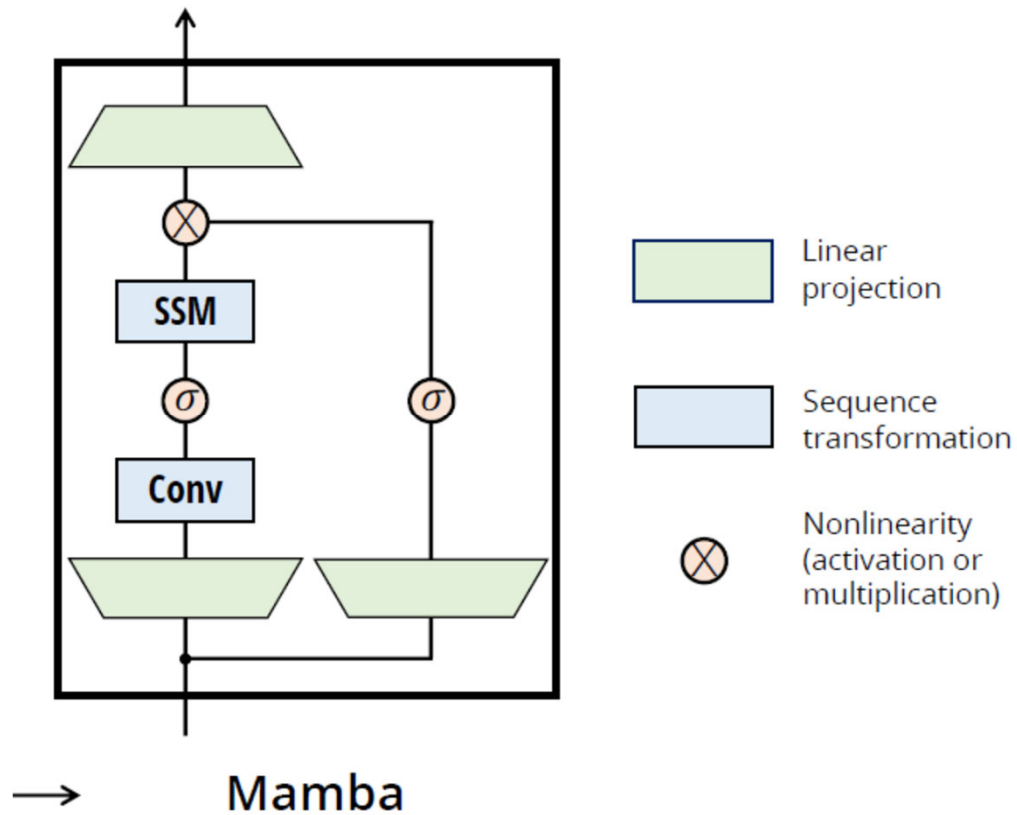 SSM
σ
σ
Conv
Mamba
Linear
projection
Sequence
transformation
Nonlinearity
(activation or
multiplication)